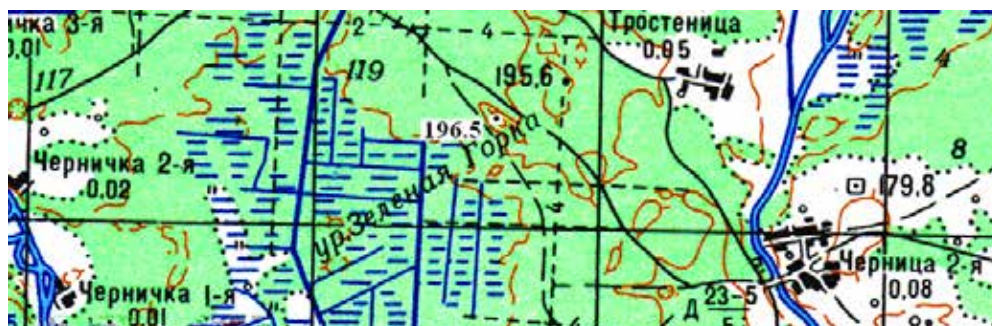 чка 3-я
0.01
117
2
119
4
195.6
Тростеница
0.05
4
196.5
8
Черничка 2-я
0.02
ур. Зеленая Горка
4
179.8
Черничка 1-я
0.01
Д 23-5
5
4
Черница 2-я
0.08